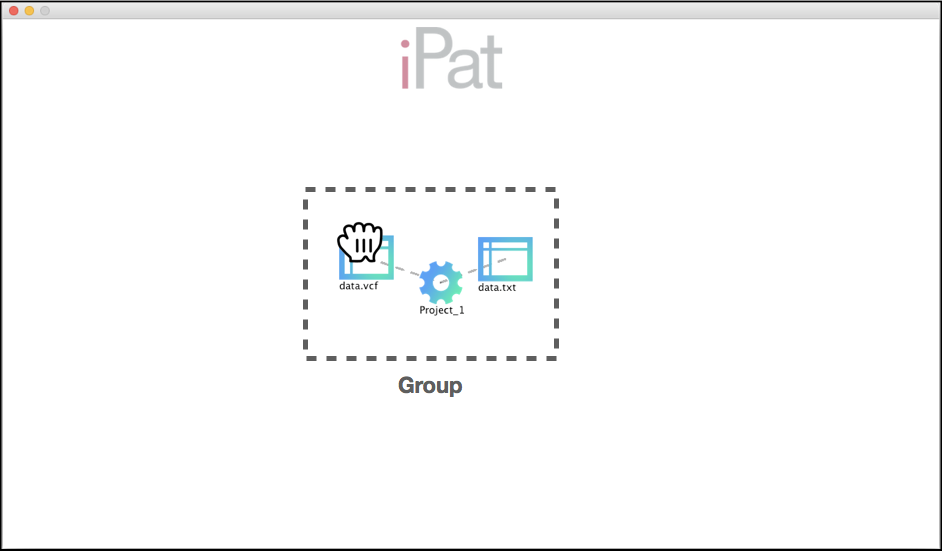 iPat
data.vcf
data.txt
Project_1
Group